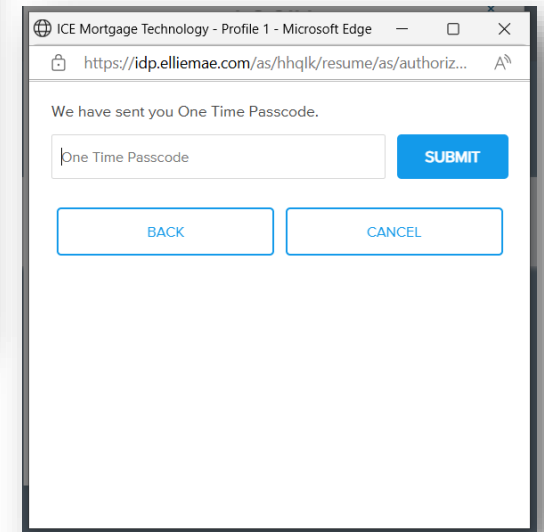 ICE Mortgage Technology - Profile 1 - Microsoft Edge
https://idp.elliemae.com/as/hhqlk/resume/as/authoriz...
We have sent you One Time Passcode.
One Time Passcode
SUBMIT
BACK
CANCEL